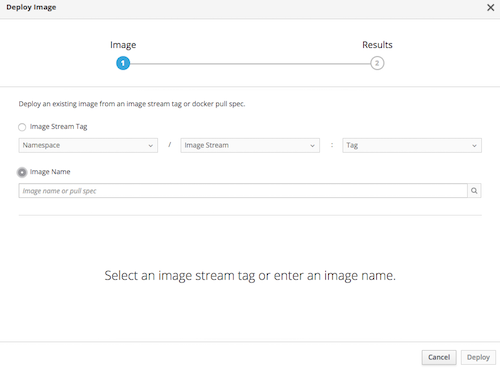 Deploy Image
Image Results
1 2
Deploy an existing image from an image stream tag or docker pull spec.
Image Stream Tag
Namespace / Image Stream : Tag
Image Name
Image name or pull spec
Select an image stream tag or enter an image name.
Cancel Deploy